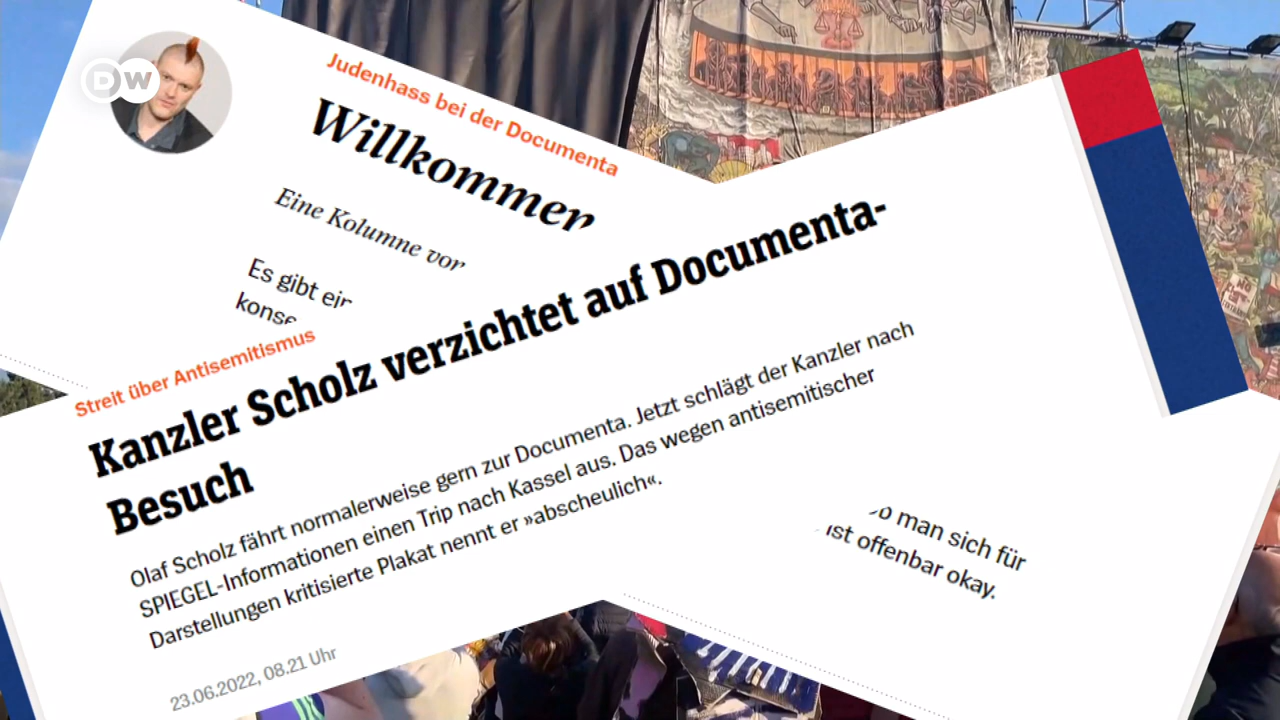 DW
Judenhass bei der Documenta
Willkommen
Eine Kolumne von
Es gibt
Streit über Antisemitismus
Kanzler Scholz verzichtet auf Documenta-
Besuch
Olaf Scholz fährt normalerweise gern zur Documenta. Jetzt schlägt der Kanzler nach
SPIEGEL-Informationen einen Trip nach Kassel aus. Das wegen antisemitischer
Darstellungen kritisierte Plakat nennt er »abscheulich«.
23.06.2022, 08.21 Uhr
man sich für
ist offenbar okay.